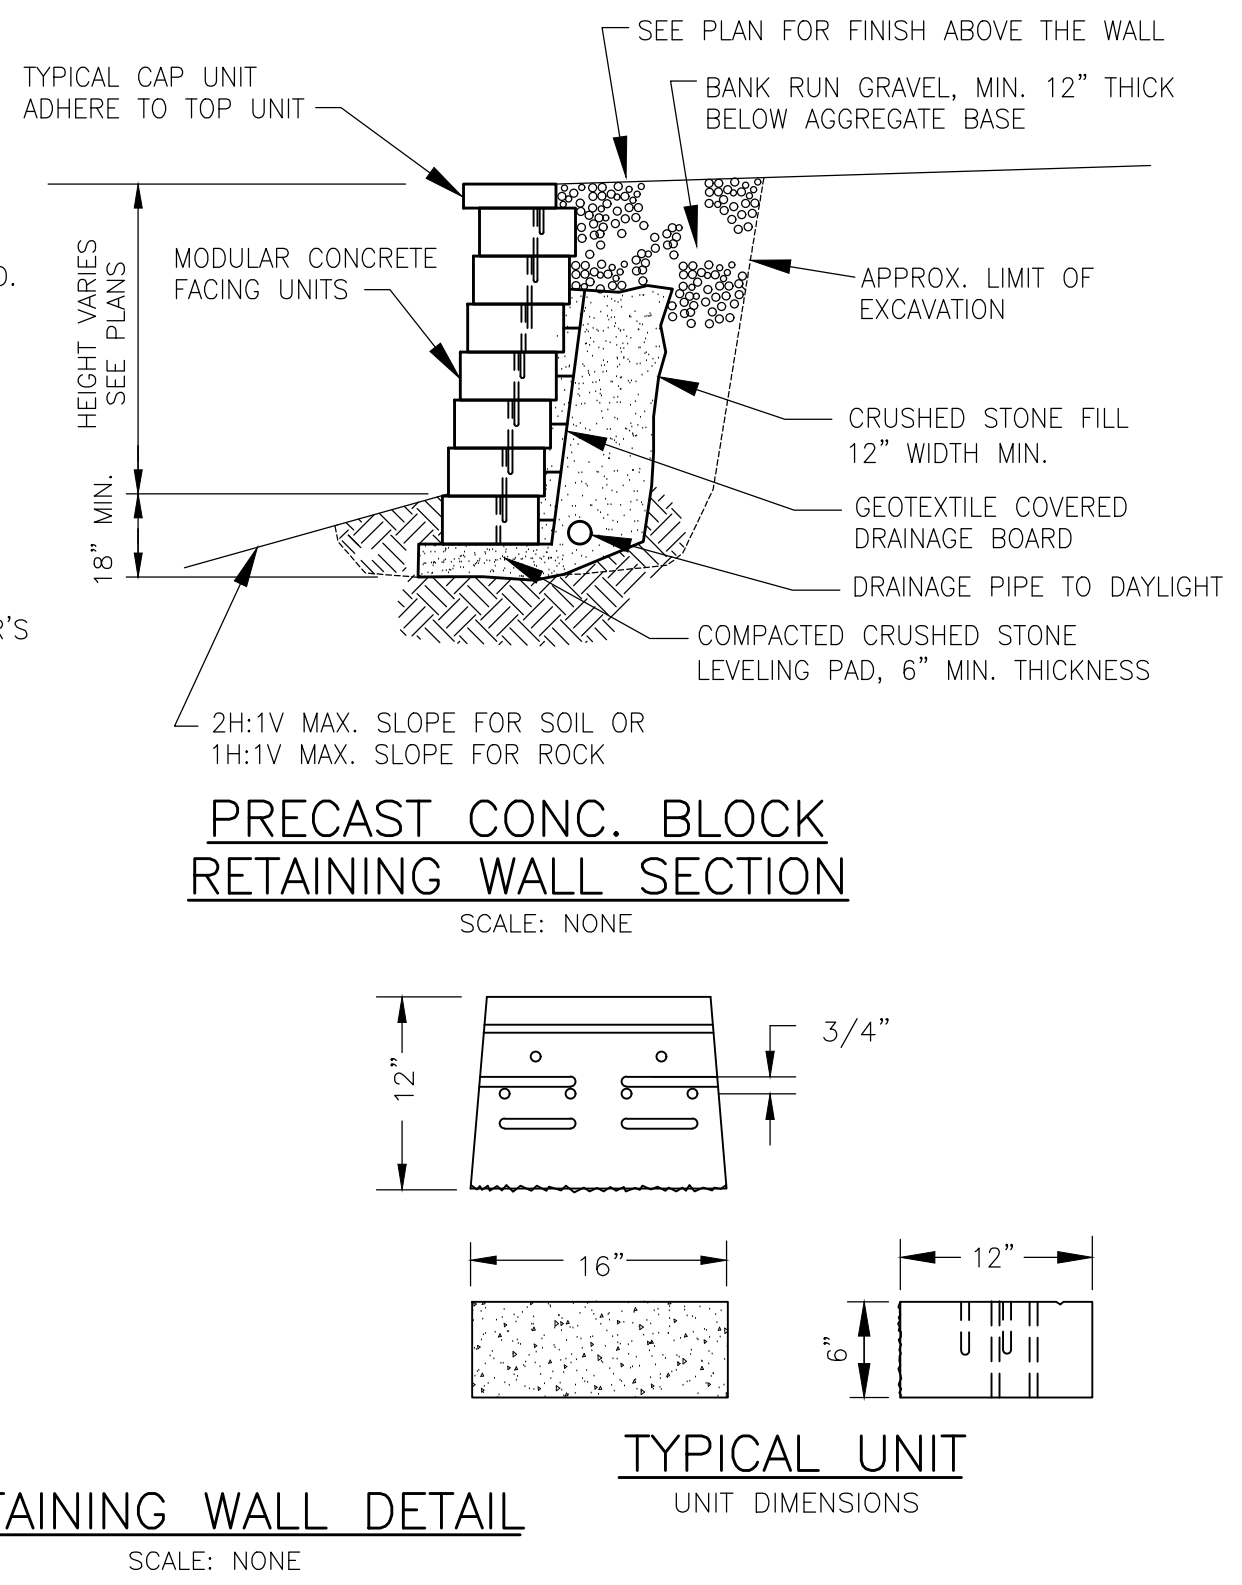 SEE PLAN FOR FINISH ABOVE THE WALL
TYPICAL CAP UNIT
ADHERE TO TOP UNIT
BANK RUN GRAVEL, MIN. 12” THICK
BELOW AGGREGATE BASE
HEIGHT VARIES
SEE PLANS
MODULAR CONCRETE
FACING UNITS
APPROX. LIMIT OF
EXCAVATION
CRUSHED STONE FILL
12” WIDTH MIN.
18” MIN.
GEOTEXTILE COVERED
DRAINAGE BOARD
DRAINAGE PIPE TO DAYLIGHT
R’S
COMPACTED CRUSHED STONE
LEVELING PAD, 6” MIN. THICKNESS
2H:1V MAX. SLOPE FOR SOIL OR
1H:1V MAX. SLOPE FOR ROCK
PRECAST CONC. BLOCK
RETAINING WALL SECTION
SCALE: NONE
12”
3/4”
16”
12”
6”
TYPICAL UNIT
UNIT DIMENSIONS
TAINING WALL DETAIL
SCALE: NONE